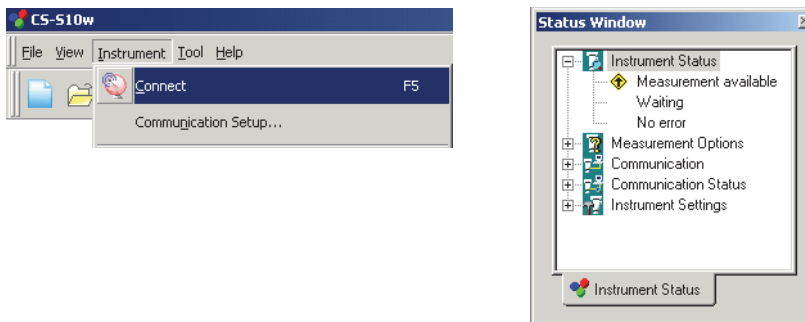 CS-S10w
File View Instrument Tool Help
Connect F5
Communication Setup...
Status Window
Instrument Status
Measurement available
Waiting
No error
Measurement Options
Communication
Communication Status
Instrument Settings
Instrument Status